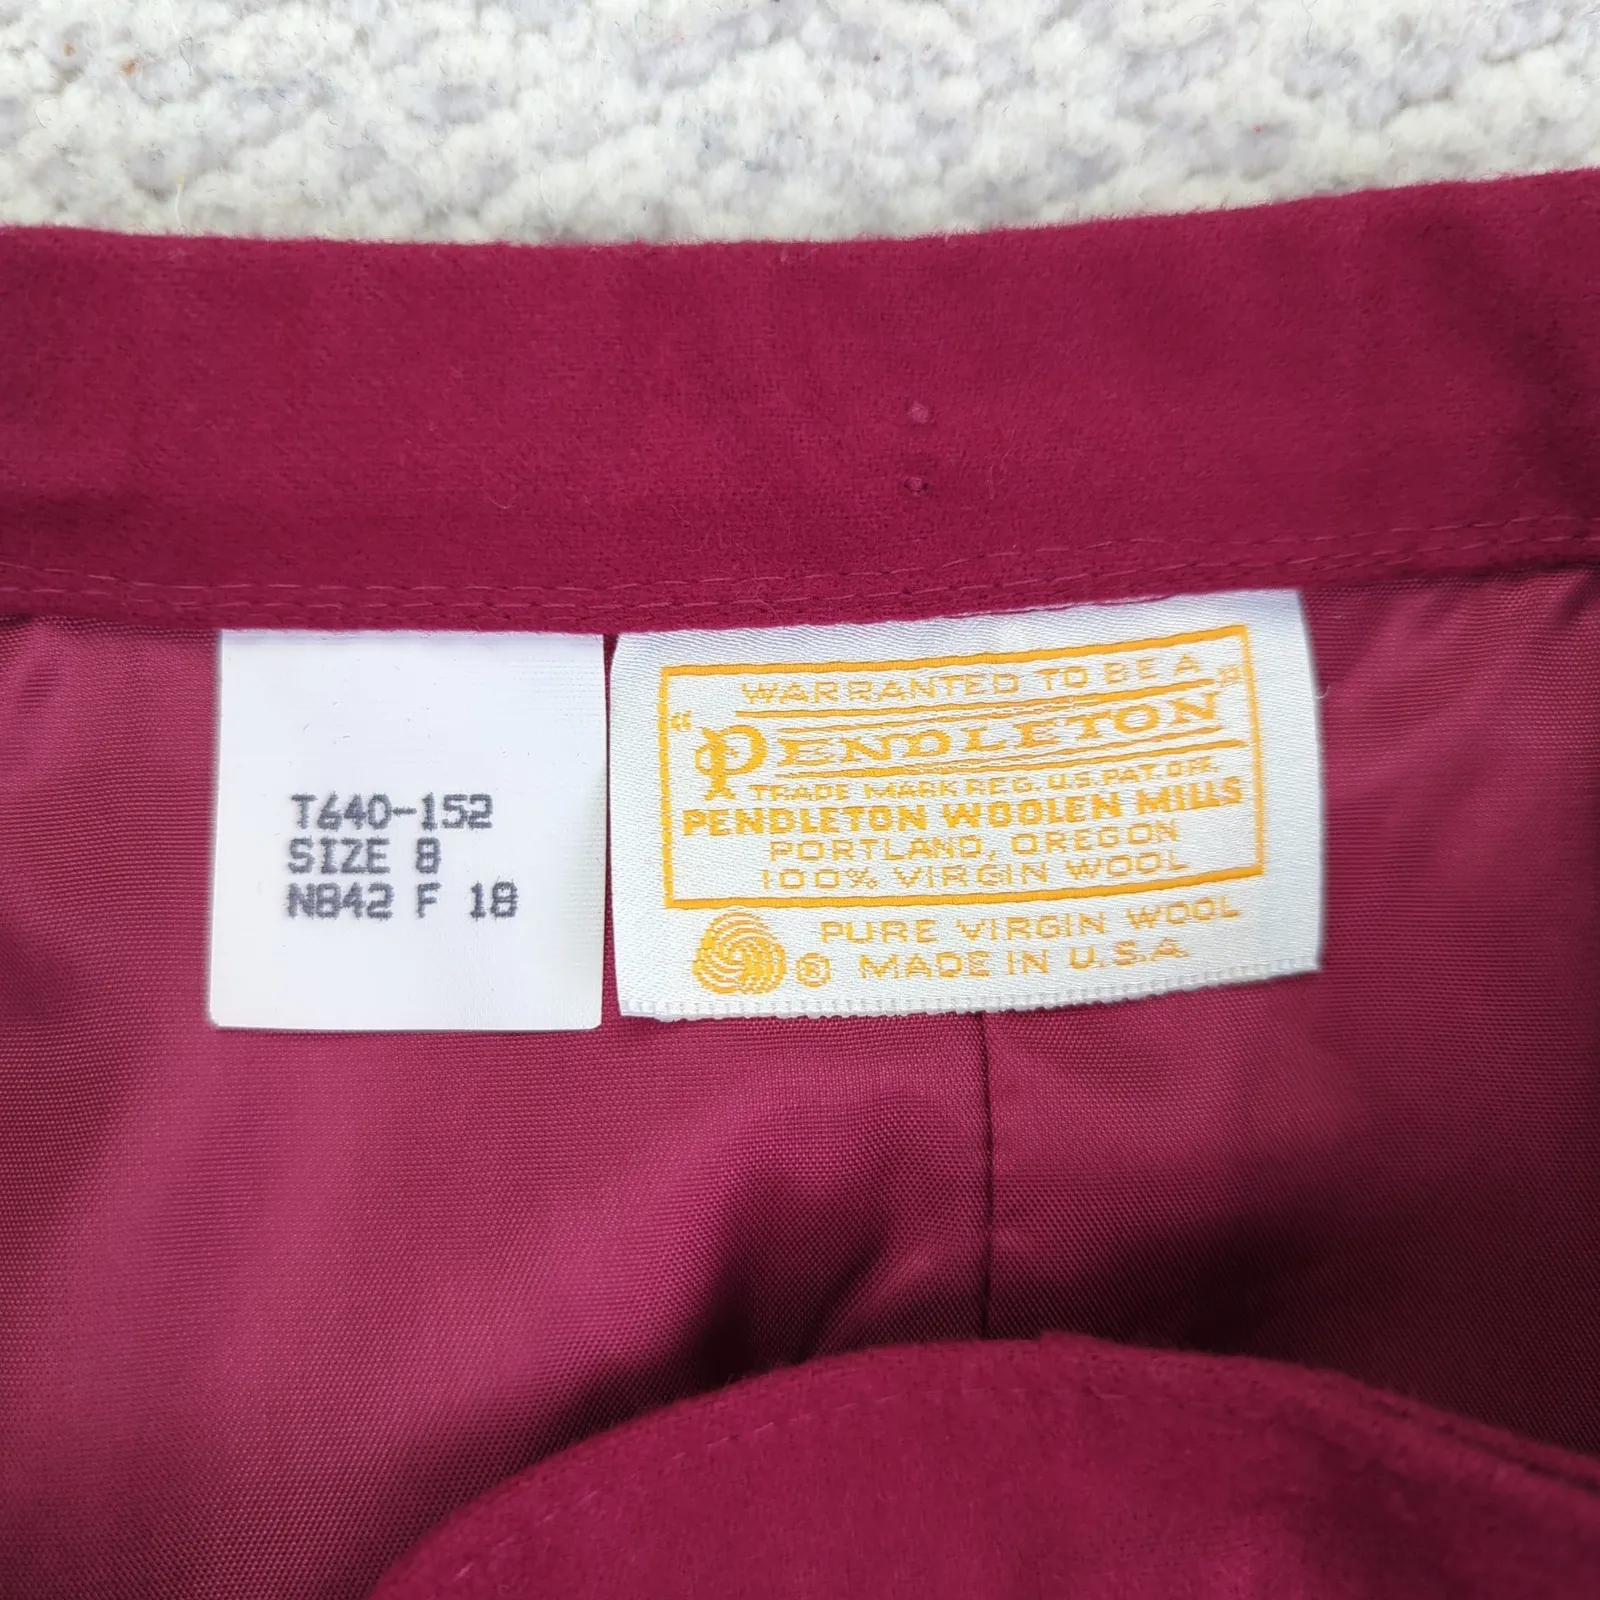 T640-152
SIZE 8
N842 F 18
WARRANTED TO BE A
"PENDLETON"
TRADE MARK REG. U.S. PAT. OFF.
PENDLETON WOOLEN MILLS
PORTLAND, OREGON
100% VIRGIN WOOL
PURE VIRGIN WOOL
® MADE IN U.S.A.